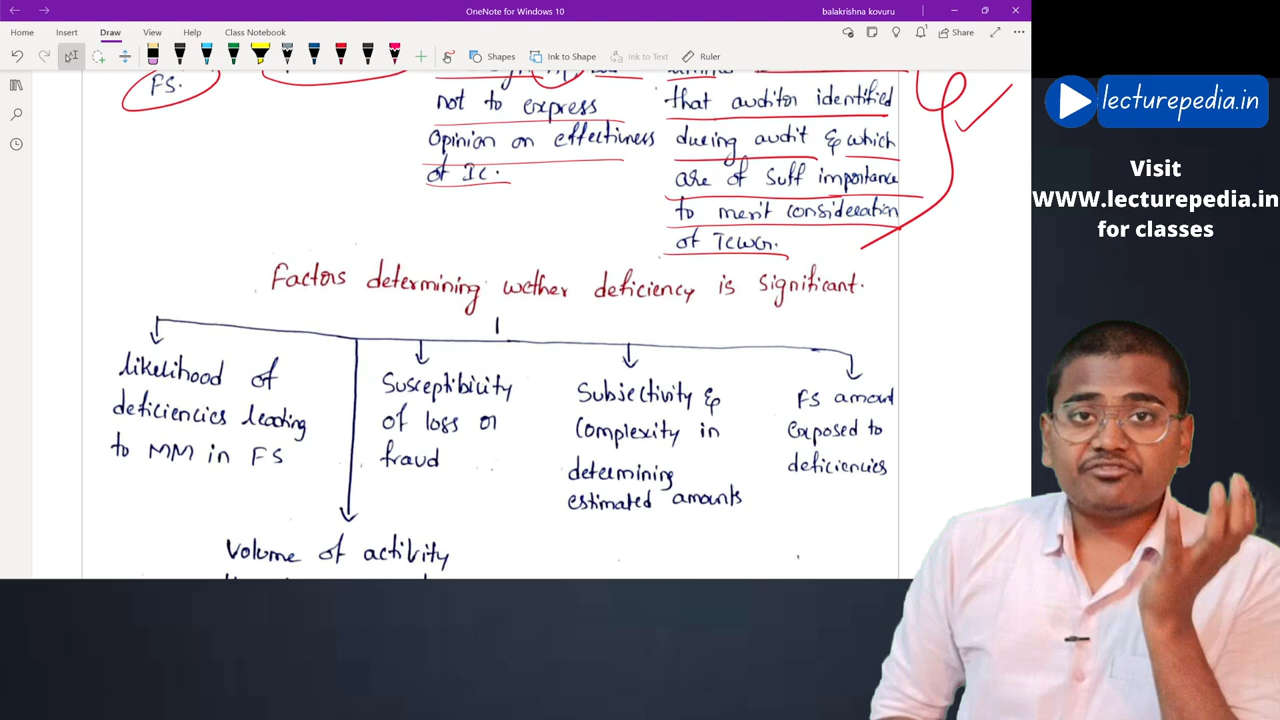 OneNote for Windows 10
balakrishna kovuru
Home Insert Draw View Help Class Notebook
Share
Shapes Ink to Shape Ink to Text Ruler
FS.
not to express
Opinion on effectiness
of IC.
that auditor identified
during audit & which
are of Suff importance
to merit consideration
of TCWG.
Factors determining wether deficiency is significant.
likelihood of
deficiencies leading
to MM in FS
Susceptibility
of loss or
fraud
Subjectivity &
Complexity in
determining
estimated amounts
FS amount
Exposed to
deficiencies
Volume of activity
lecturepedia.in
Visit
WWW.lecturepedia.in
for classes